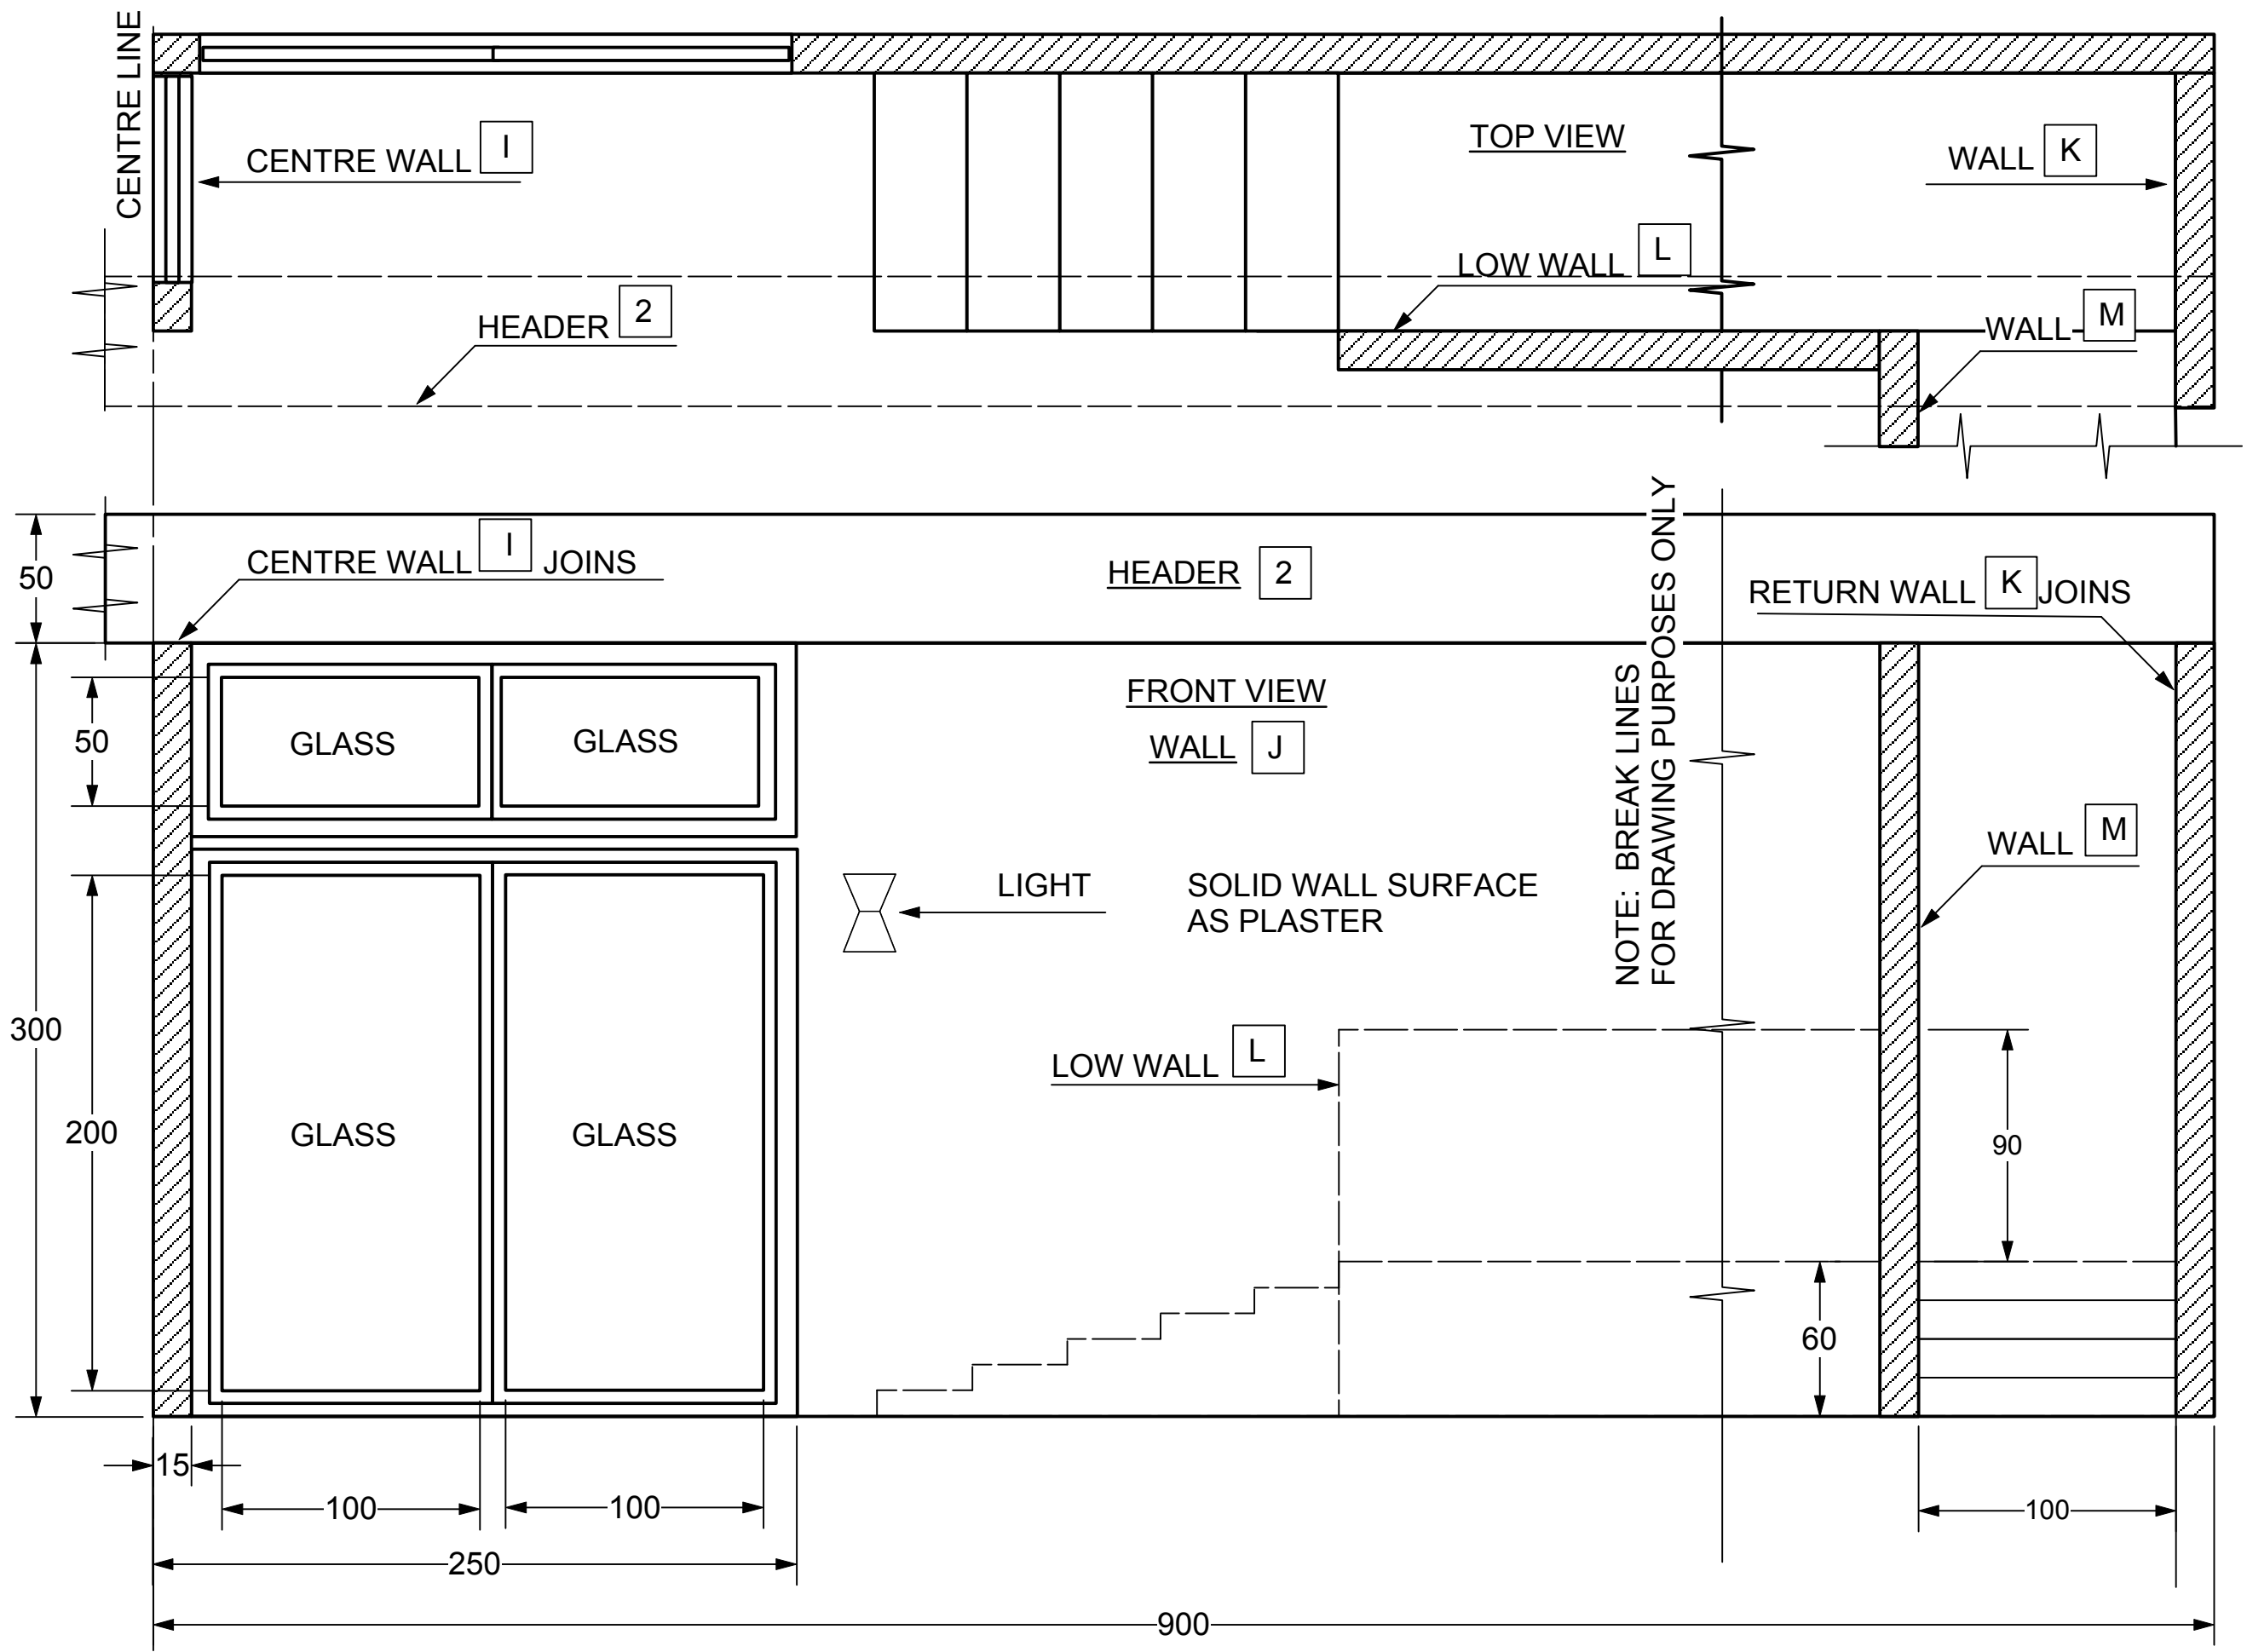 CENTRE LINE
CENTRE WALL I
TOP VIEW
WALL K
LOW WALL L
HEADER 2
WALL M
50
CENTRE WALL I JOINS
HEADER 2
RETURN WALL K JOINS
NOTE: BREAK LINES
FOR DRAWING PURPOSES ONLY
FRONT VIEW
WALL J
50
GLASS
GLASS
WALL M
LIGHT
SOLID WALL SURFACE
AS PLASTER
300
LOW WALL L
200
GLASS
GLASS
90
60
15
100
100
100
250
900